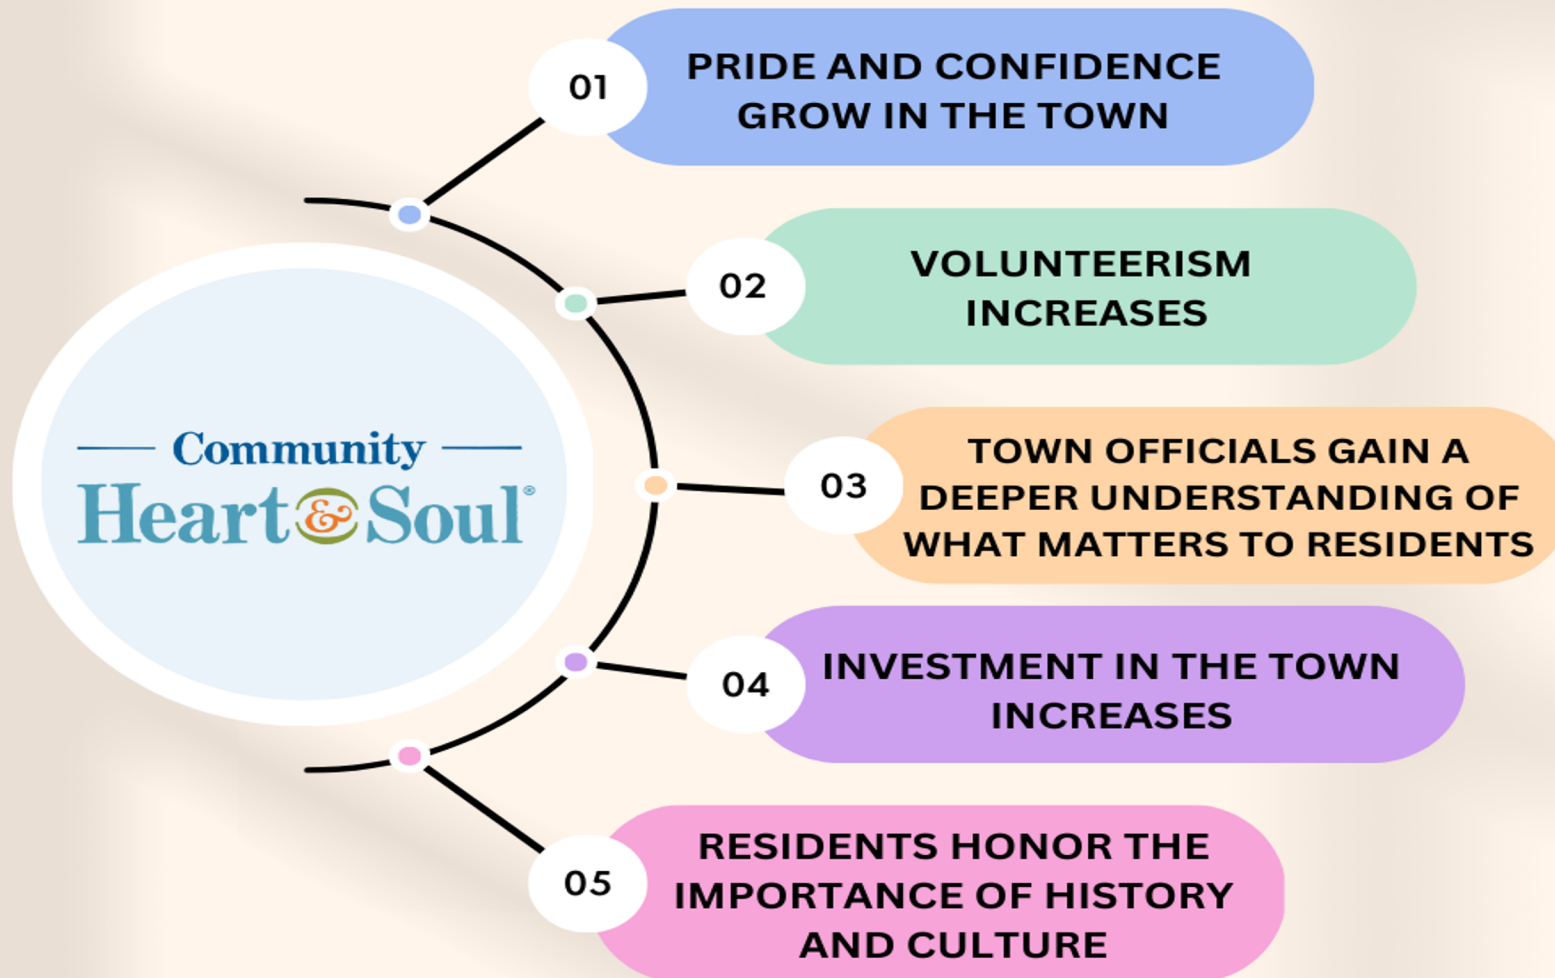 01
PRIDE AND CONFIDENCE
GROW IN THE TOWN
02
VOLUNTEERISM
INCREASES
Community
Heart & Soul®
03
TOWN OFFICIALS GAIN A
DEEPER UNDERSTANDING OF
WHAT MATTERS TO RESIDENTS
04
INVESTMENT IN THE TOWN
INCREASES
05
RESIDENTS HONOR THE
IMPORTANCE OF HISTORY
AND CULTURE